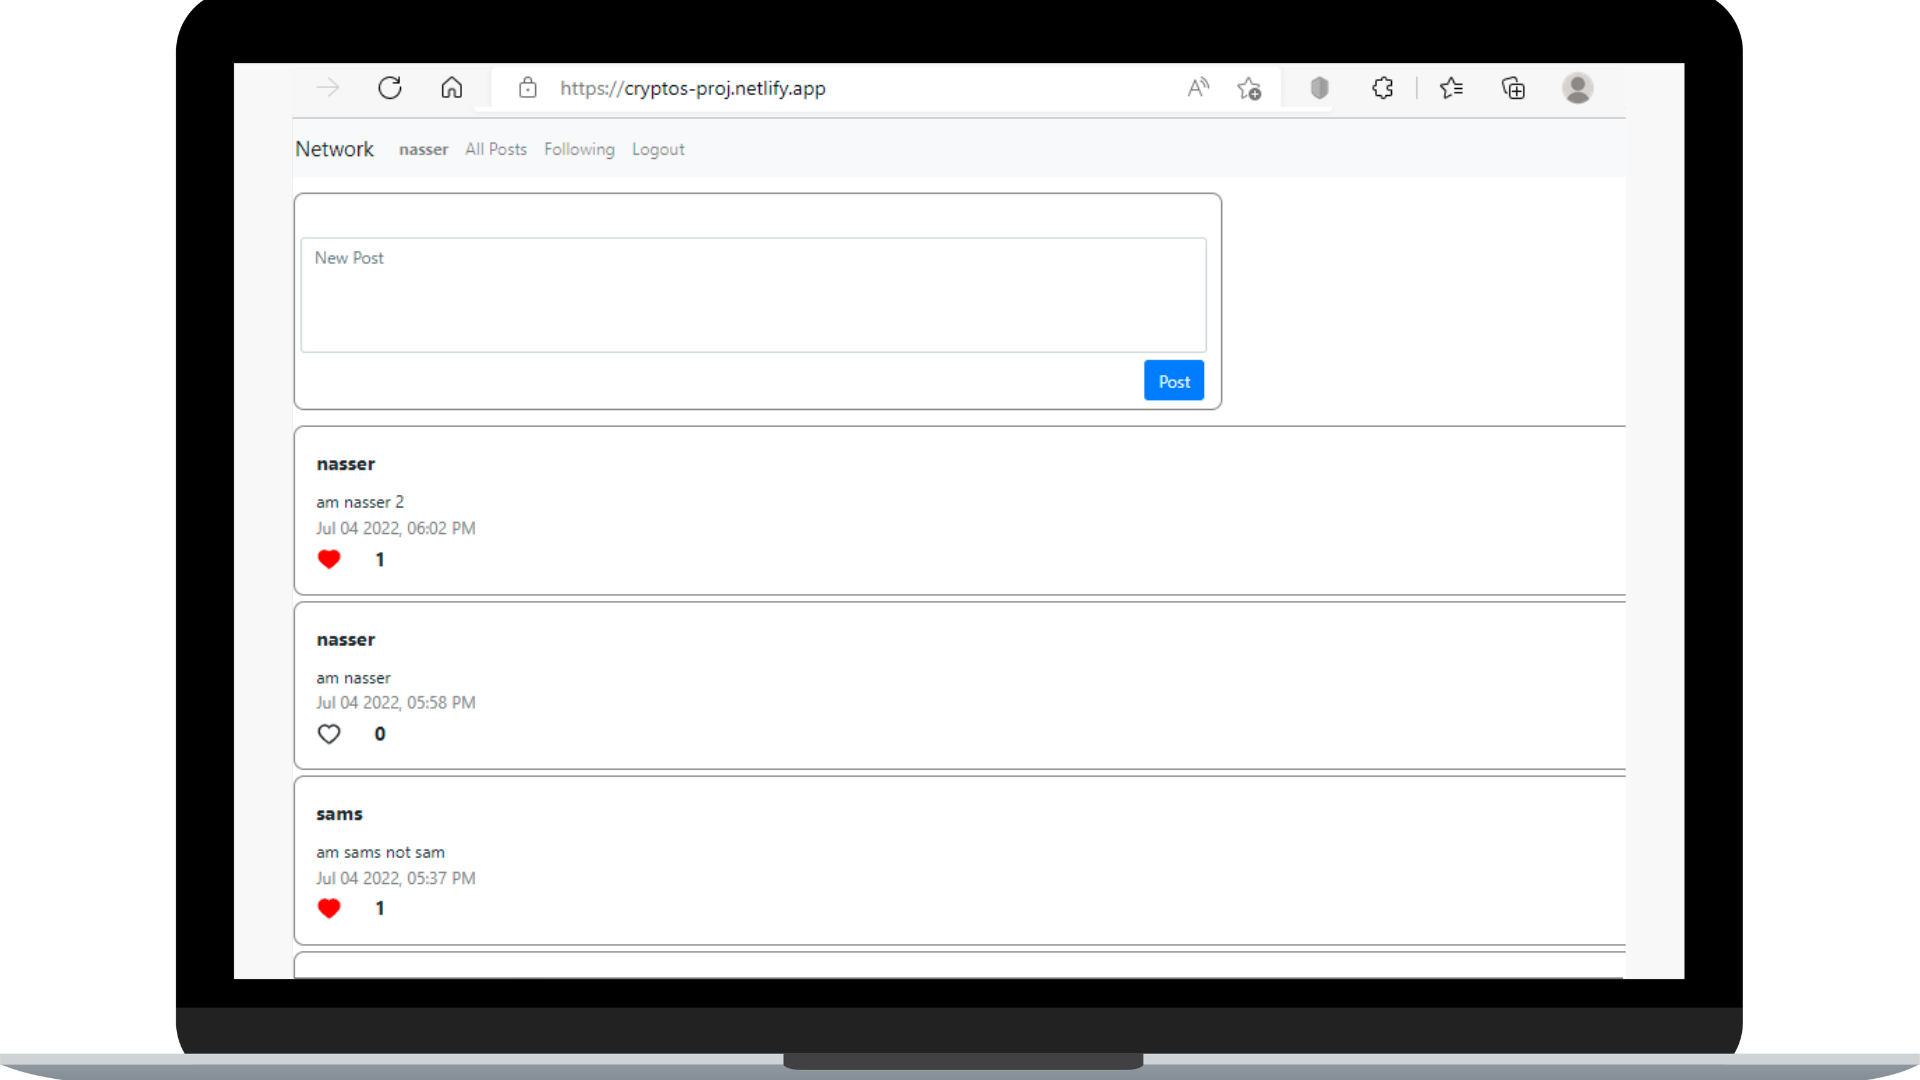 https://cryptos-proj.netlify.app
Network nasser All Posts Following Logout
New Post
Post
nasser
am nasser 2
Jul 04 2022, 06:02 PM
1
nasser
am nasser
Jul 04 2022, 05:58 PM
0
sams
am sams not sam
Jul 04 2022, 05:37 PM
1